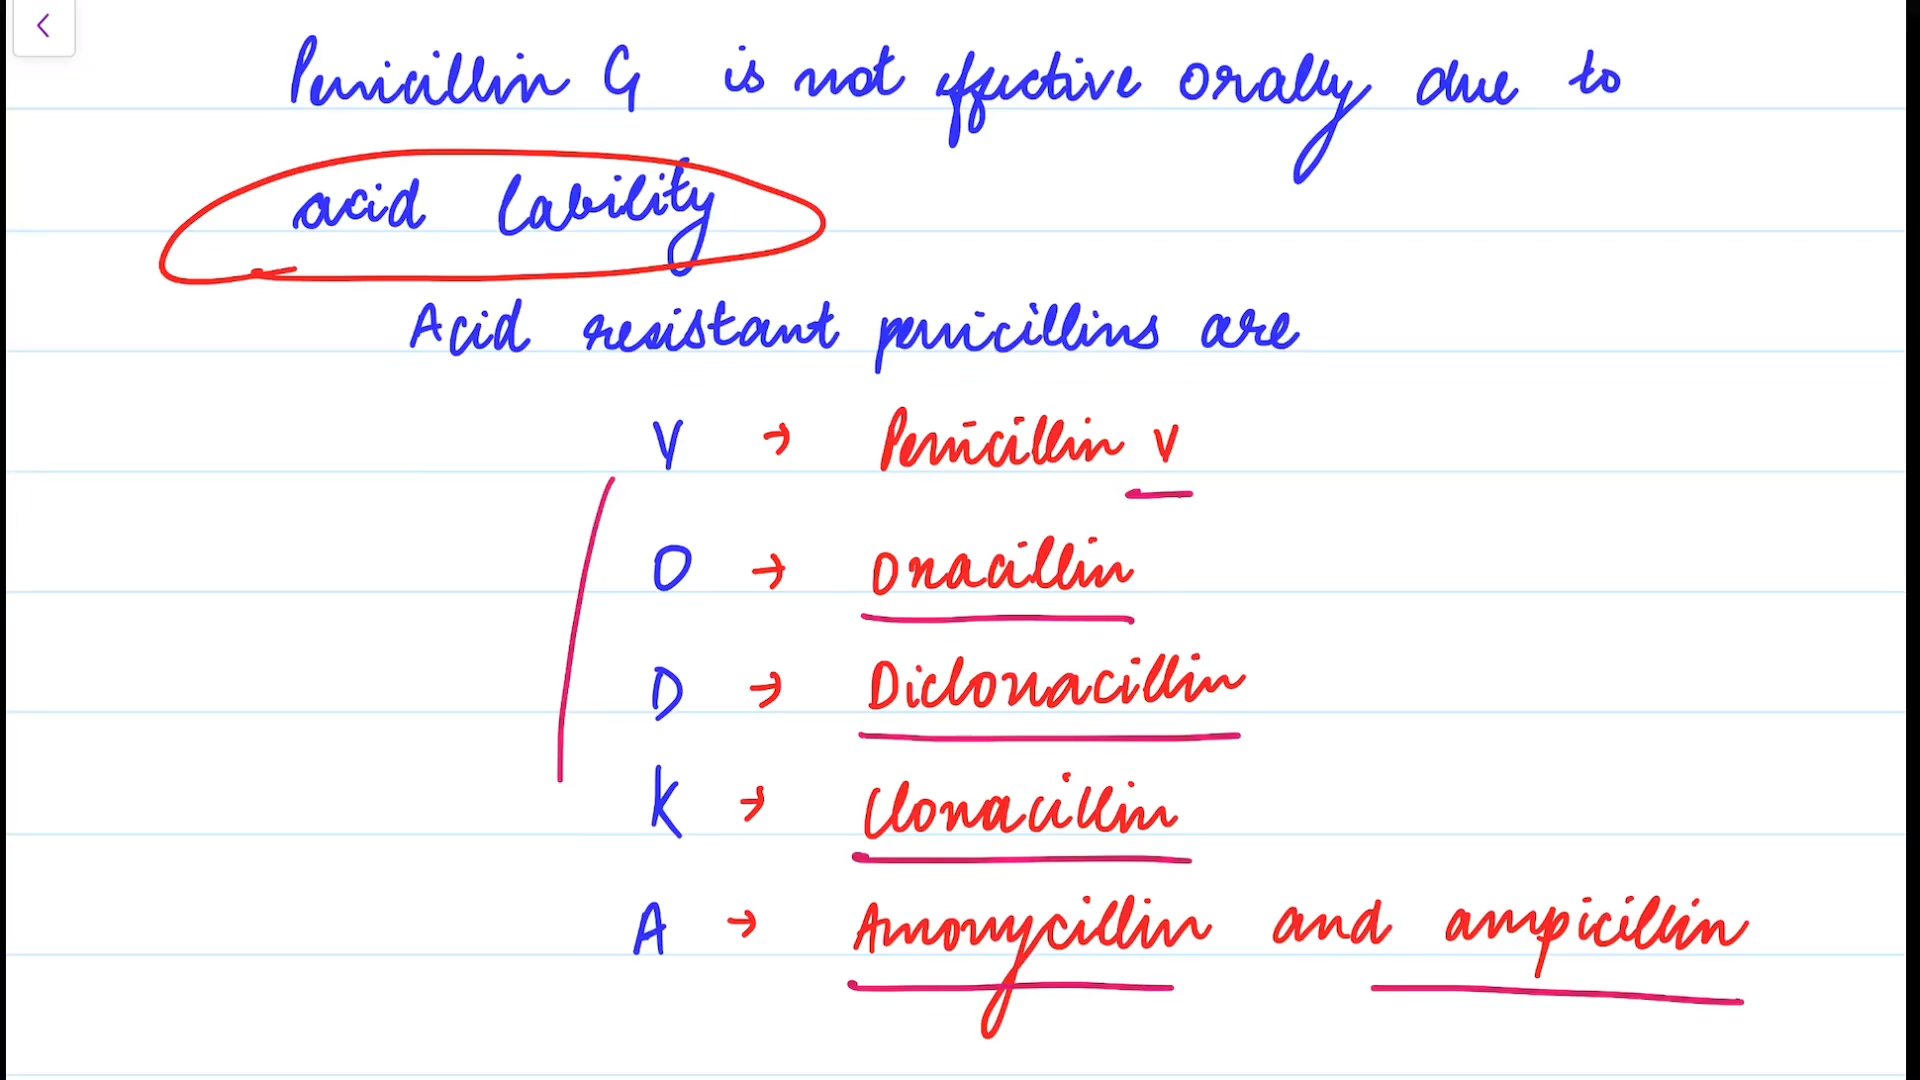 Penicillin G is not effective orally due to
acid lability
Acid resistant penicillins are
V → Penicillin V
O → Oxacillin
D → Dicloxacillin
K → Cloxacillin
A → Amoxycillin and ampicillin